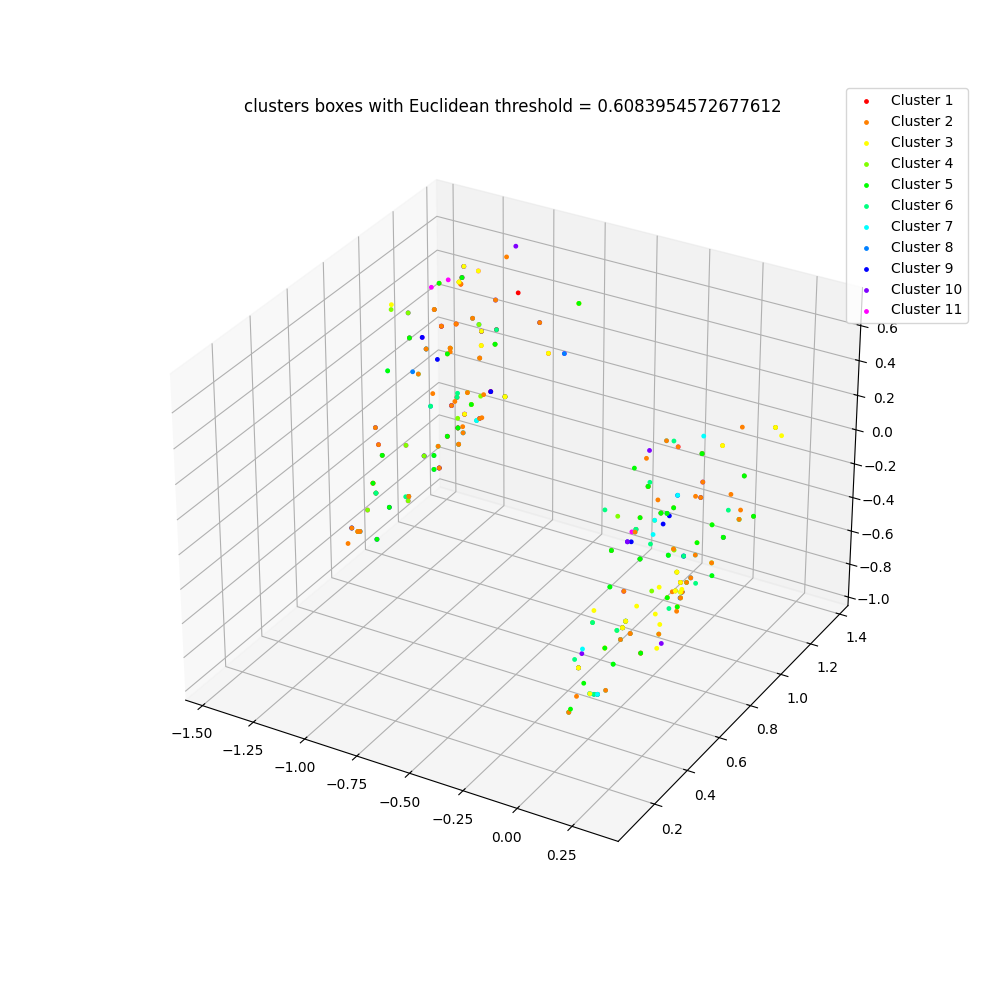 clusters boxes with Euclidean threshold = 0.6083954572677612
Cluster 1
Cluster 2
Cluster 3
Cluster 4
Cluster 5
Cluster 6
Cluster 7
Cluster 8
Cluster 9
Cluster 10
Cluster 11
0.6
0.4
0.2
0.0
−0.2
−0.4
−0.6
−0.8
−1.0
1.4
1.2
1.0
0.8
0.6
0.4
0.2
−1.50
−1.25
−1.00
−0.75
−0.50
−0.25
0.00
0.25